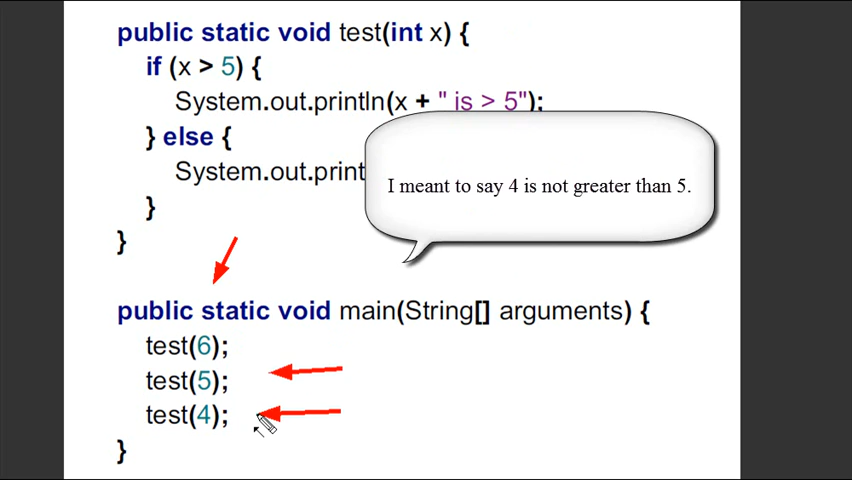 public static void test(int x) {
if (x > 5) {
System.out.println(x + " is > 5");
} else {
System.out.print
}
}
I meant to say 4 is not greater than 5.
public static void main(String[] arguments) {
test(6);
test(5);
test(4);
}